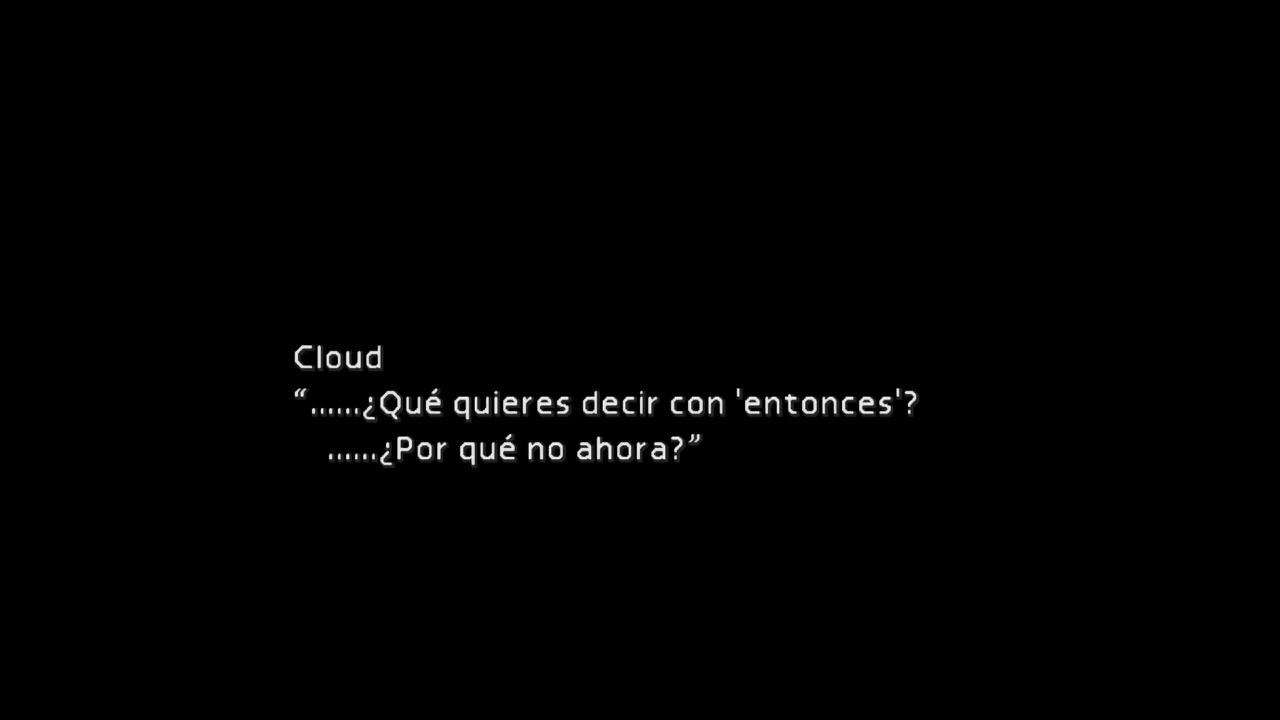 Cloud
“......¿Qué quieres decir con 'entonces'?
......¿Por qué no ahora?”